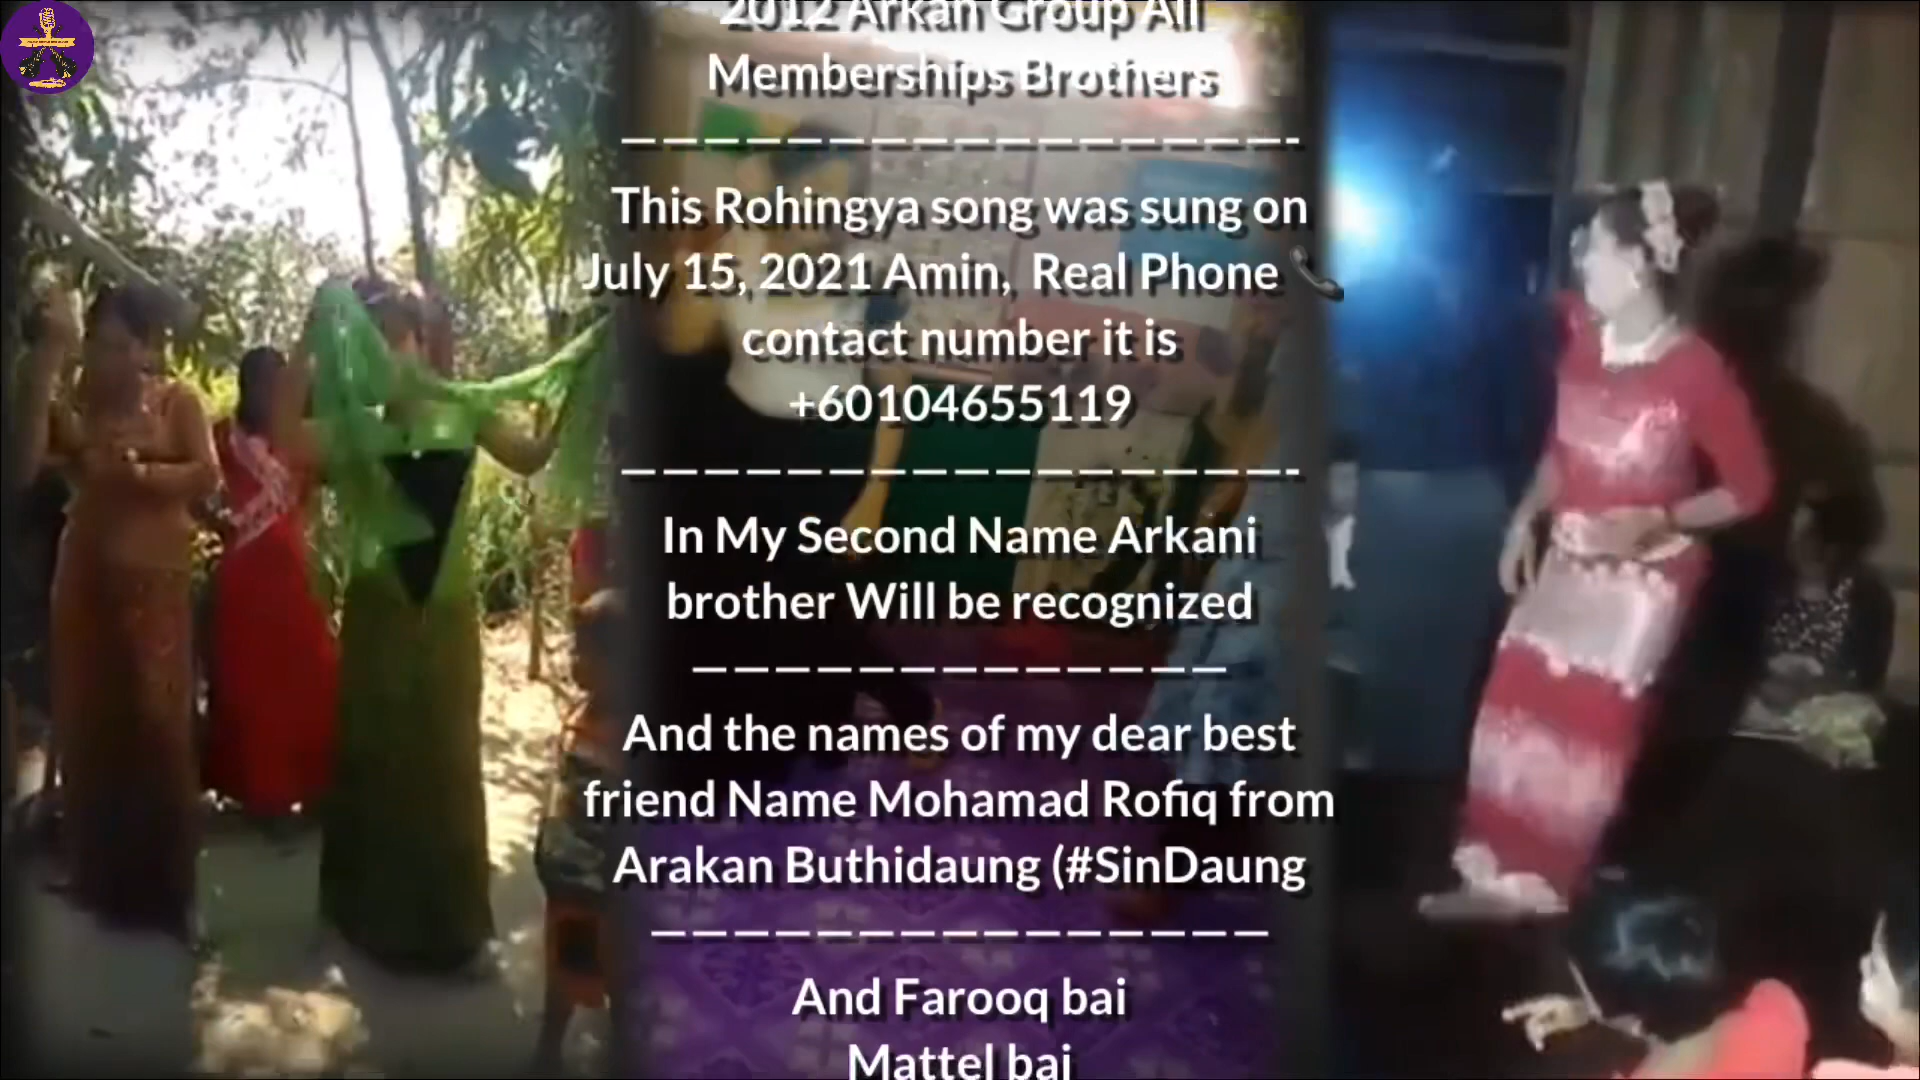 2012 Arkan Group All
Memberships Brothers
————————————————-
This Rohingya song was sung on
July 15, 2021 Amin, Real Phone 📞
contact number it is
+60104655119
————————————————-
In My Second Name Arkani
brother Will be recognized
—————————————
And the names of my dear best
friend Name Mohamad Rofiq from
Arakan Buthidaung (#SinDaung
———————————————
And Farooq bai
Mattel bai